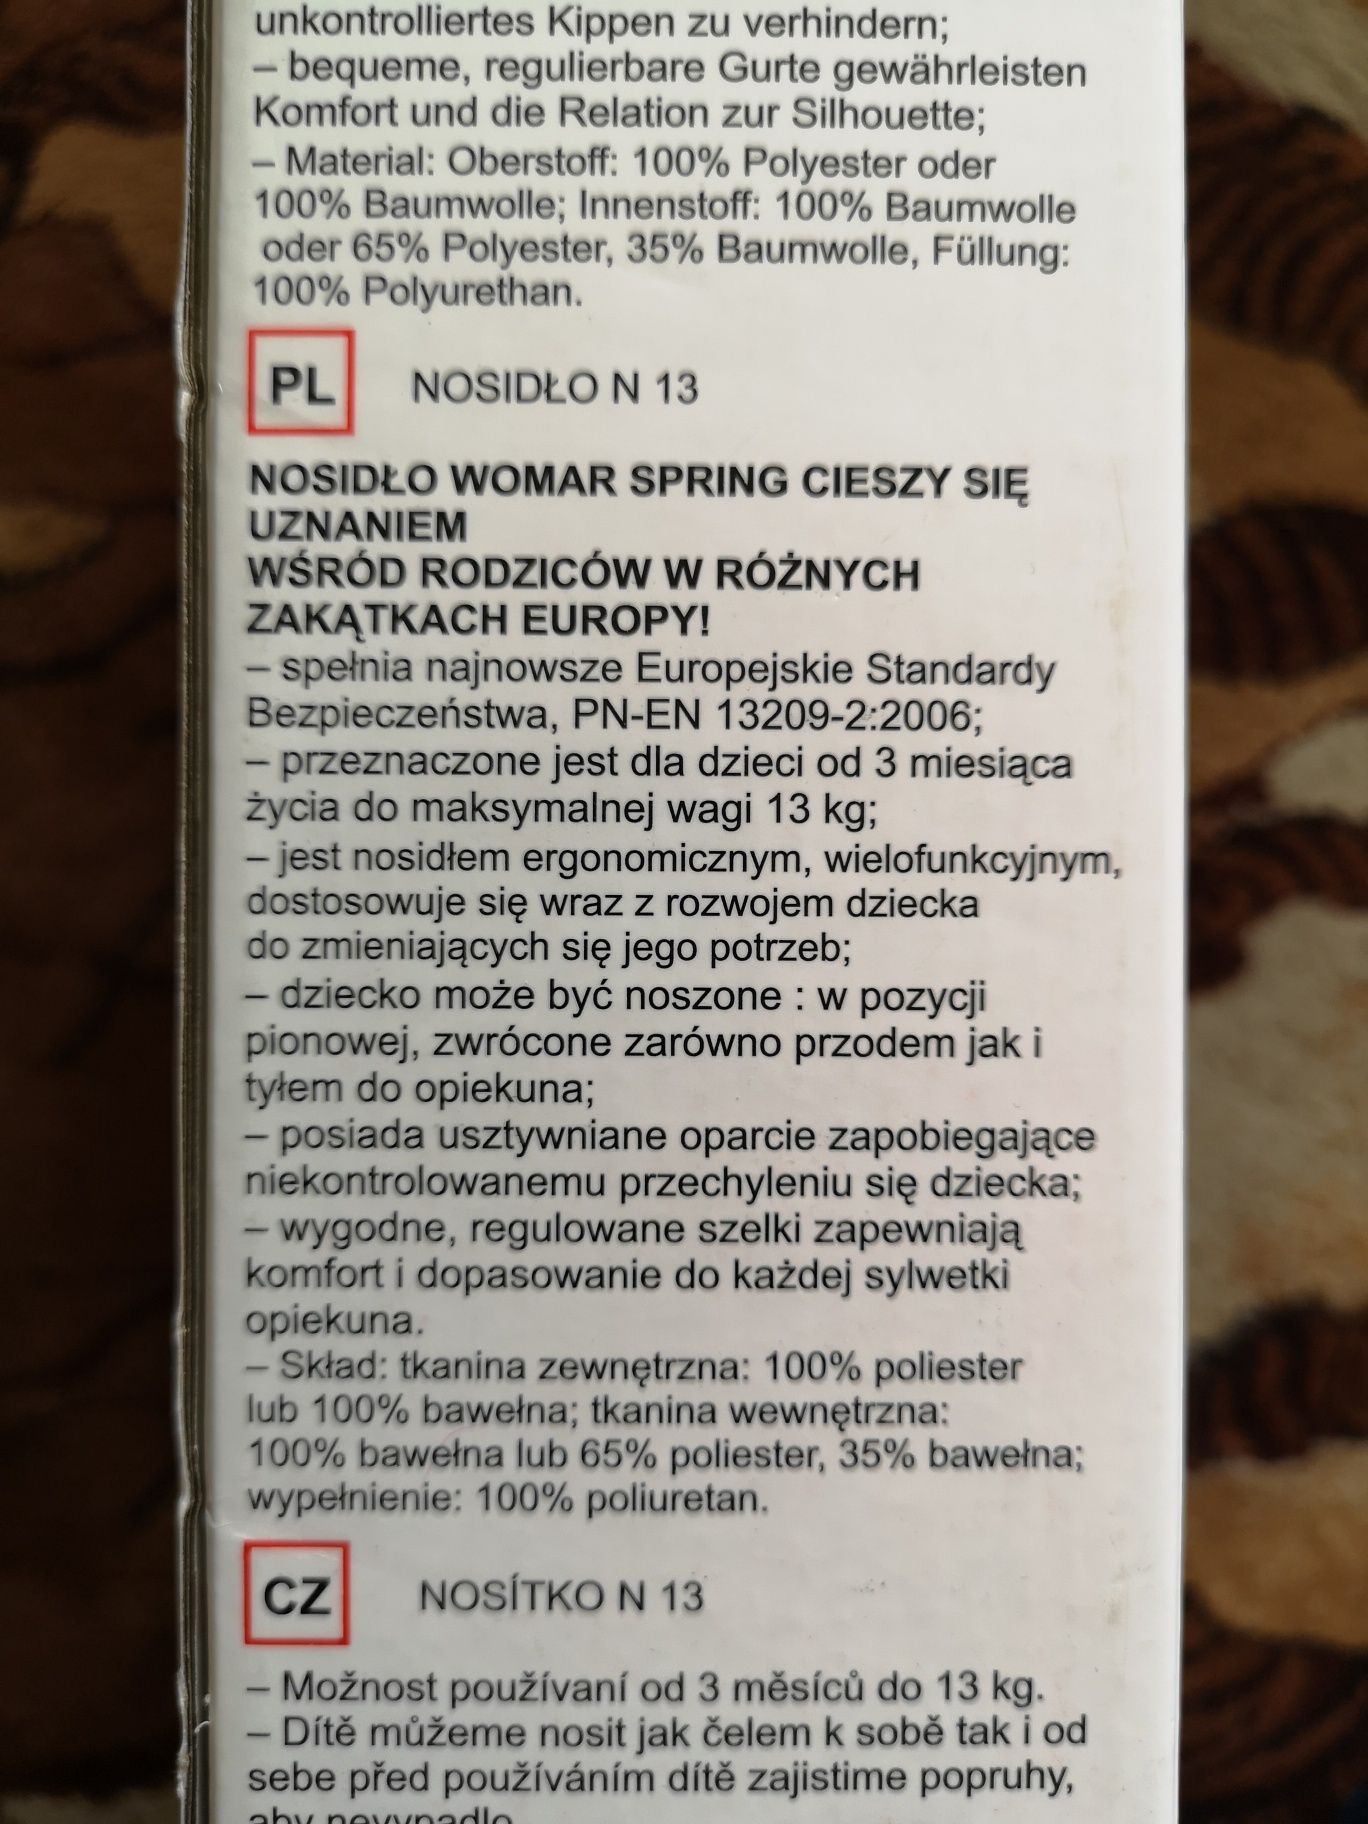 unkontrolliertes Kippen zu verhindern;
– bequeme, regulierbare Gurte gewährleisten
Komfort und die Relation zur Silhouette;
– Material: Oberstoff: 100% Polyester oder
100% Baumwolle; Innenstoff: 100% Baumwolle
oder 65% Polyester, 35% Baumwolle, Füllung:
100% Polyurethan.
PL NOSIDŁO N 13
NOSIDŁO WOMAR SPRING CIESZY SIĘ
UZNANIEM
WŚRÓD RODZICÓW W RÓŻNYCH
ZAKĄTKACH EUROPY!
– spełnia najnowsze Europejskie Standardy
Bezpieczeństwa, PN-EN 13209-2:2006;
– przeznaczone jest dla dzieci od 3 miesiąca
życia do maksymalnej wagi 13 kg;
– jest nosidłem ergonomicznym, wielofunkcyjnym,
dostosowuje się wraz z rozwojem dziecka
do zmieniających się jego potrzeb;
– dziecko może być noszone : w pozycji
pionowej, zwrócone zarówno przodem jak i
tyłem do opiekuna;
– posiada usztywniane oparcie zapobiegające
niekontrolowanemu przechyleniu się dziecka;
– wygodne, regulowane szelki zapewniają
komfort i dopasowanie do każdej sylwetki
opiekuna.
– Skład: tkanina zewnętrzna: 100% poliester
lub 100% bawełna; tkanina wewnętrzna:
100% bawełna lub 65% poliester, 35% bawełna;
wypełnienie: 100% poliuretan.
CZ NOSÍTKO N 13
– Možnost používaní od 3 měsíců do 13 kg.
– Dítě můžeme nosit jak čelem k sobě tak i od
sebe před používáním dítě zajistime popruhy,
aby nevypadlo